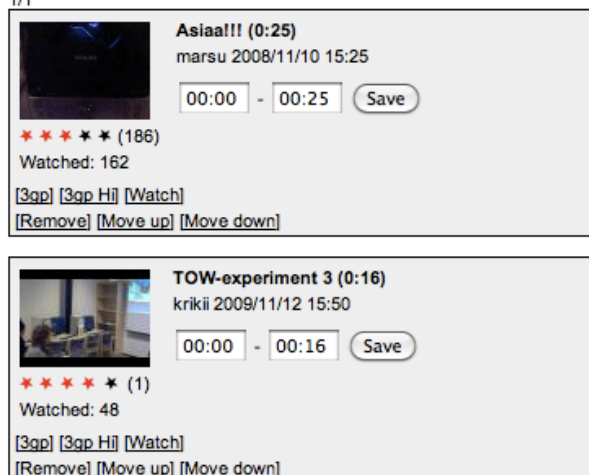 1/1
Asiaa!!! (0:25)
marsu 2008/11/10 15:25
00:00 - 00:25 Save
(186)
Watched: 162
[3gp] [3gp Hi] [Watch]
[Remove] [Move up] [Move down]
TOW-experiment 3 (0:16)
krikii 2009/11/12 15:50
00:00 - 00:16 Save
(1)
Watched: 48
[3gp] [3gp Hi] [Watch]
[Remove] [Move up] [Move down]